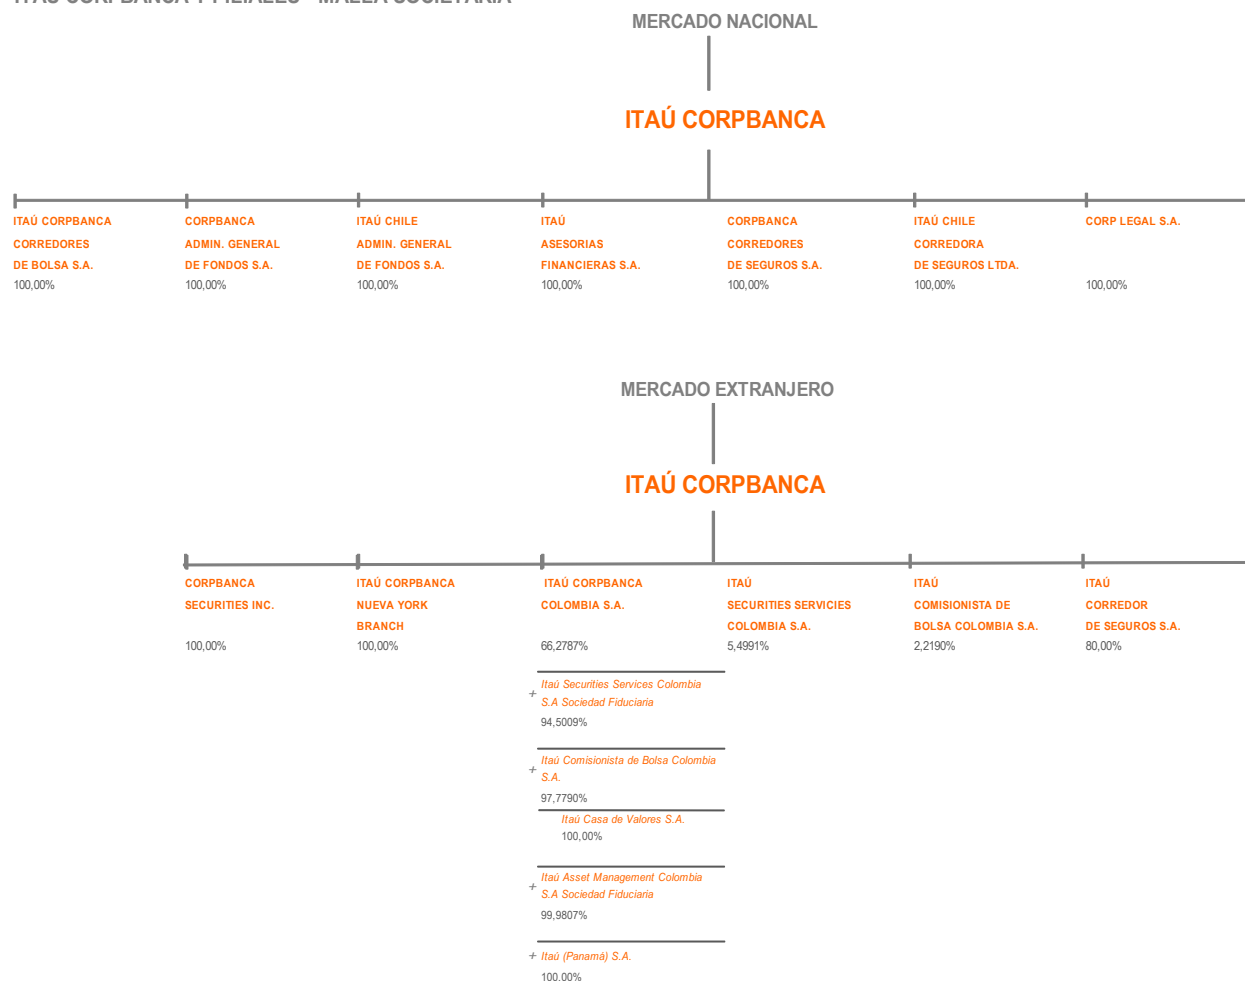 ITAÚ CORPBANCA Y FILIALES - MALLA SOCIETARIA
MERCADO NACIONAL
ITAÚ CORPBANCA
ITAÚ CORPBANCA
CORREDORES
DE BOLSA S.A.
100,00%
CORPBANCA
ADMIN. GENERAL
DE FONDOS S.A.
100,00%
ITAÚ CHILE
ADMIN. GENERAL
DE FONDOS S.A.
100,00%
ITAÚ
ASESORIAS
FINANCIERAS S.A.
100,00%
CORPBANCA
CORREDORES
DE SEGUROS S.A.
100,00%
ITAÚ CHILE
CORREDORA
DE SEGUROS LTDA.
100,00%
CORP LEGAL S.A.
100,00%
MERCADO EXTRANJERO
ITAÚ CORPBANCA
CORPBANCA
SECURITIES INC.
100,00%
ITAÚ CORPBANCA
NUEVA YORK
BRANCH
100,00%
ITAÚ CORPBANCA
COLOMBIA S.A.
66,2787%
+ Itaú Securities Services Colombia
S.A Sociedad Fiduciaria
94,5009%
+ Itaú Comisionista de Bolsa Colombia
S.A.
97,7790%
Itaú Casa de Valores S.A.
100,00%
+ Itaú Asset Management Colombia
S.A Sociedad Fiduciaria
99,9807%
+ Itaú (Panamá) S.A.
100,00%
ITAÚ
SECURITIES SERVICIES
COLOMBIA S.A.
5,4991%
ITAÚ
COMISIONISTA DE
BOLSA COLOMBIA S.A.
2,2190%
ITAÚ
CORREDOR
DE SEGUROS S.A.
80,00%